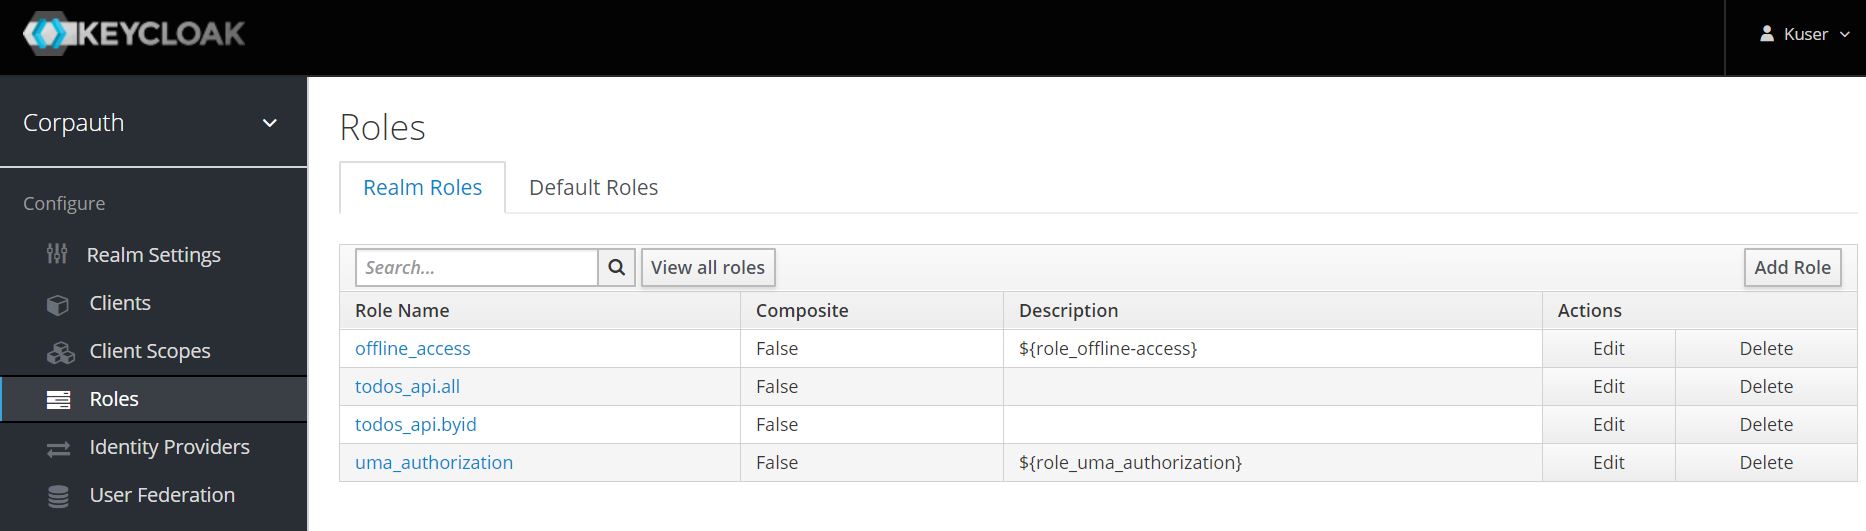 KEYCLOAK
Kuser
Corpauth
Configure
Realm Settings
Clients
Client Scopes
Roles
Identity Providers
User Federation
Roles
Realm Roles Default Roles
Search... View all roles Add Role
Role Name Composite Description Actions
offline_access False ${role_offline-access} Edit Delete
todos_api.all False Edit Delete
todos_api.byid False Edit Delete
uma_authorization False ${role_uma_authorization} Edit Delete